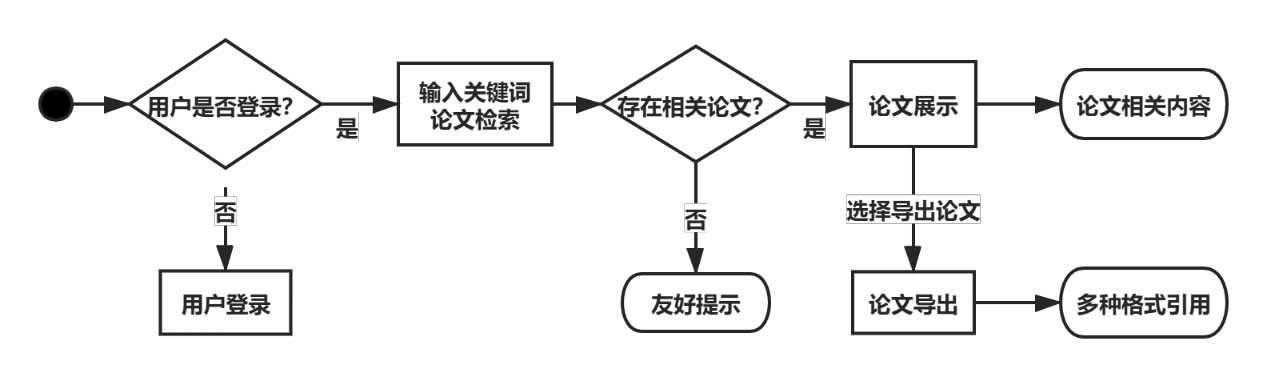 用户是否登录？
是
输入关键词
论文检索
存在相关论文？
是
论文展示
论文相关内容
否
用户登录
否
友好提示
选择导出论文
论文导出
多种格式引用